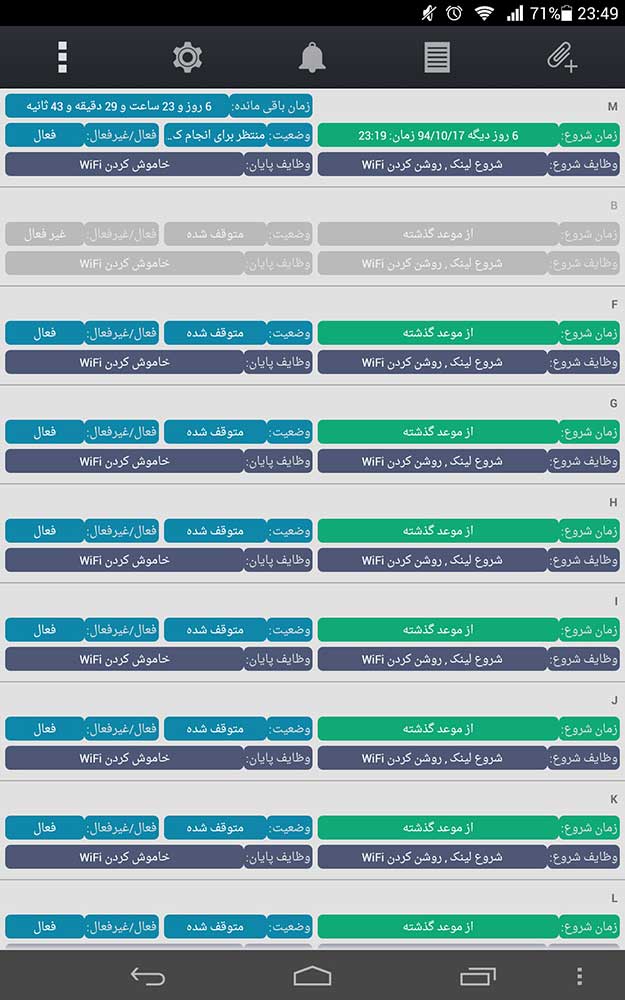 71% 23:49
M
زمان باقی مانده: 6 روز و 23 ساعت و 29 دقیقه و 43 ثانیه
زمان شروع: 6 روز دیگه 94/10/17 زمان: 23:19 وضعیت: منتظر برای انجام ک... فعال/غیرفعال: فعال
وظایف شروع: شروع لینک , روشن کردن WiFi وظایف پایان: خاموش کردن WiFi
B
زمان شروع: از موعد گذشته وضعیت: متوقف شده فعال/غیرفعال: غیر فعال
وظایف شروع: شروع لینک , روشن کردن WiFi وظایف پایان: خاموش کردن WiFi
F
زمان شروع: از موعد گذشته وضعیت: متوقف شده فعال/غیرفعال: فعال
وظایف شروع: شروع لینک , روشن کردن WiFi وظایف پایان: خاموش کردن WiFi
G
زمان شروع: از موعد گذشته وضعیت: متوقف شده فعال/غیرفعال: فعال
وظایف شروع: شروع لینک , روشن کردن WiFi وظایف پایان: خاموش کردن WiFi
H
زمان شروع: از موعد گذشته وضعیت: متوقف شده فعال/غیرفعال: فعال
وظایف شروع: شروع لینک , روشن کردن WiFi وظایف پایان: خاموش کردن WiFi
I
زمان شروع: از موعد گذشته وضعیت: متوقف شده فعال/غیرفعال: فعال
وظایف شروع: شروع لینک , روشن کردن WiFi وظایف پایان: خاموش کردن WiFi
J
زمان شروع: از موعد گذشته وضعیت: متوقف شده فعال/غیرفعال: فعال
وظایف شروع: شروع لینک , روشن کردن WiFi وظایف پایان: خاموش کردن WiFi
K
زمان شروع: از موعد گذشته وضعیت: متوقف شده فعال/غیرفعال: فعال
وظایف شروع: شروع لینک , روشن کردن WiFi وظایف پایان: خاموش کردن WiFi
L
زمان شروع: از موعد گذشته وضعیت: متوقف شده فعال/غیرفعال: فعال